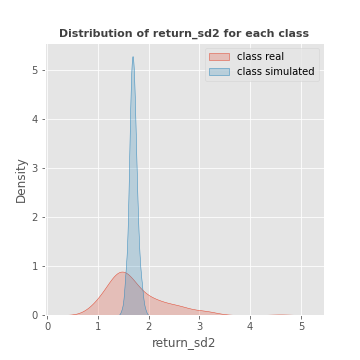 Distribution of return_sd2 for each class
class real
class simulated
5
4
3
2
1
0
Density
0 1 2 3 4 5
return_sd2